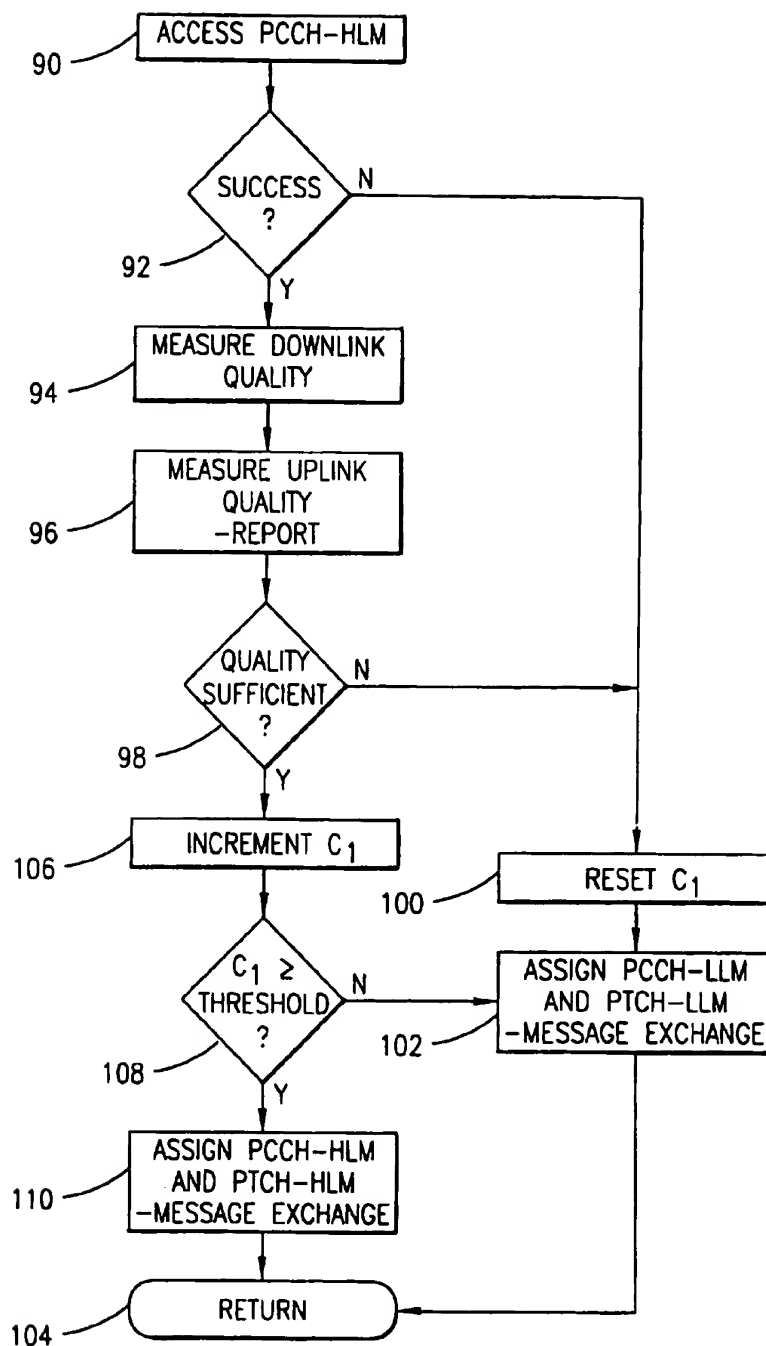 90
ACCESS PCCH-HLM
SUCCESS
?
N
92
Y
94
MEASURE DOWNLINK
QUALITY
96
MEASURE UPLINK
QUALITY
-REPORT
QUALITY
SUFFICIENT
?
N
98
Y
106
INCREMENT C1
100
RESET C1
C1 ≥
THRESHOLD
?
N
108
Y
102
ASSIGN PCCH-LLM
AND PTCH-LLM
-MESSAGE EXCHANGE
110
ASSIGN PCCH-HLM
AND PTCH-HLM
-MESSAGE EXCHANGE
104
RETURN